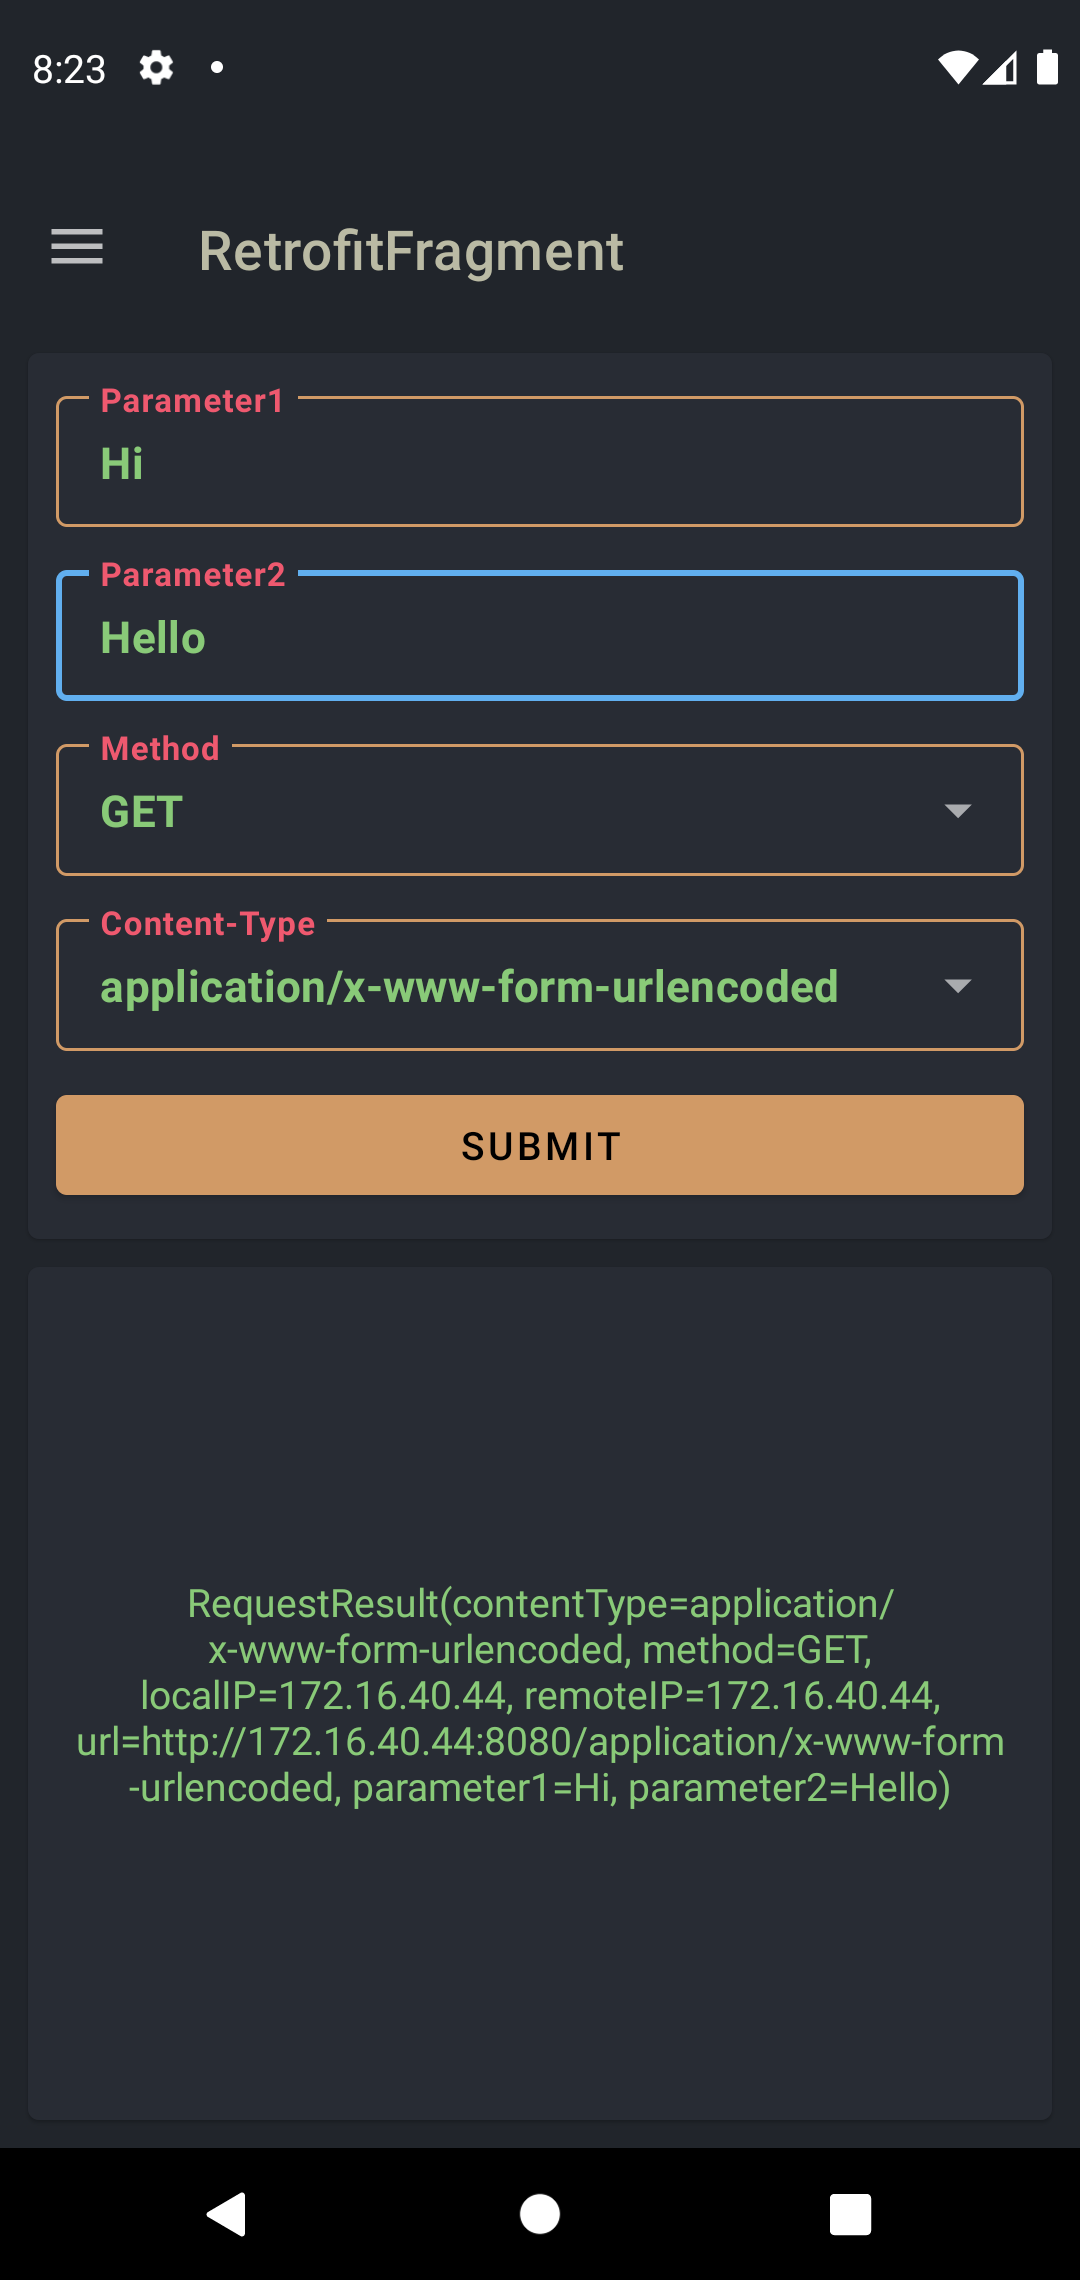 8:23
RetrofitFragment
Parameter1
Hi
Parameter2
Hello
Method
GET
Content-Type
application/x-www-form-urlencoded
SUBMIT
RequestResult(contentType=application/
x-www-form-urlencoded, method=GET,
localIP=172.16.40.44, remoteIP=172.16.40.44,
url=http://172.16.40.44:8080/application/x-www-form
-urlencoded, parameter1=Hi, parameter2=Hello)